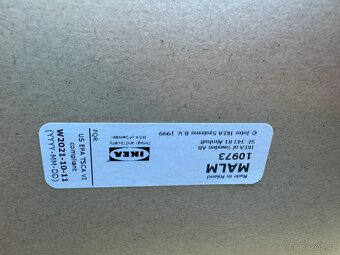 Made in Poland
MALM
10973
IKEA of Sweden AB
SE-343 81 Älmhult
© Inter IKEA Systems B.V. 1999
IKEA
Design and Quality
IKEA of Sweden
PQR
US EPA TSCA VI
compliant
W2021-10-11
(YYYY-MM-DD)